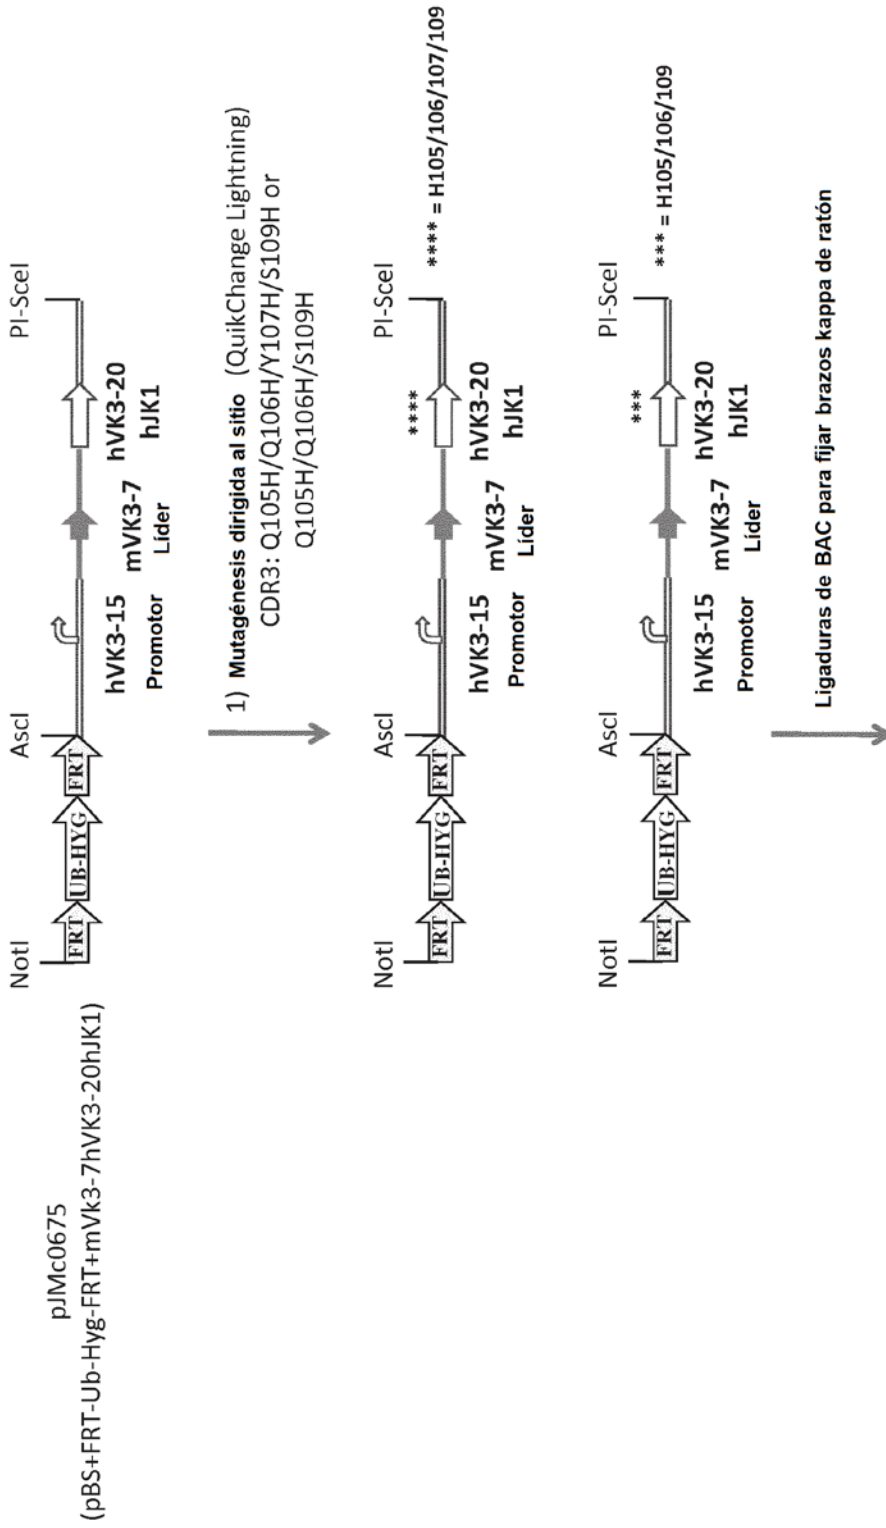 pJMc0675
(pBS+FRT-Ub-Hyg-FRT+mVk3-7hVK3-20hJK1)
NotI
AscI
PI-SceI
FRT
UB-HYG
FRT
hVK3-15
Promotor
mVK3-7
Líder
hVK3-20
hJK1
1) Mutagénesis dirigida al sitio (QuikChange Lightning)
CDR3: Q105H/Q106H/Y107H/S109H or
Q105H/Q106H/S109H
NotI
AscI
PI-SceI
FRT
UB-HYG
FRT
****
**** = H105/106/107/109
hVK3-15
Promotor
mVK3-7
Líder
hVK3-20
hJK1
NotI
AscI
PI-SceI
FRT
UB-HYG
FRT
***
*** = H105/106/109
hVK3-15
Promotor
mVK3-7
Líder
hVK3-20
hJK1
Ligaduras de BAC para fijar brazos kappa de ratón